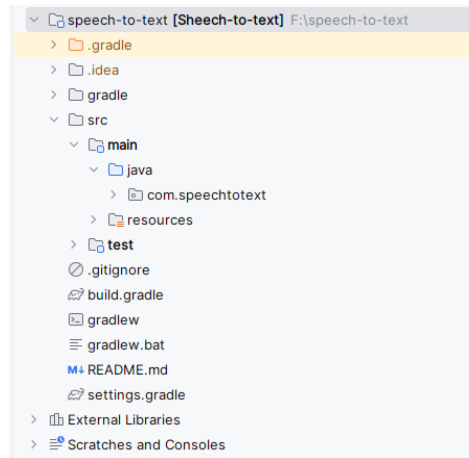 speech-to-text [Sheech-to-text] F:\speech-to-text
.gradle
.idea
gradle
src
main
java
com.speechtotext
resources
test
.gitignore
build.gradle
gradlew
gradlew.bat
M↓ README.md
settings.gradle
External Libraries
Scratches and Consoles